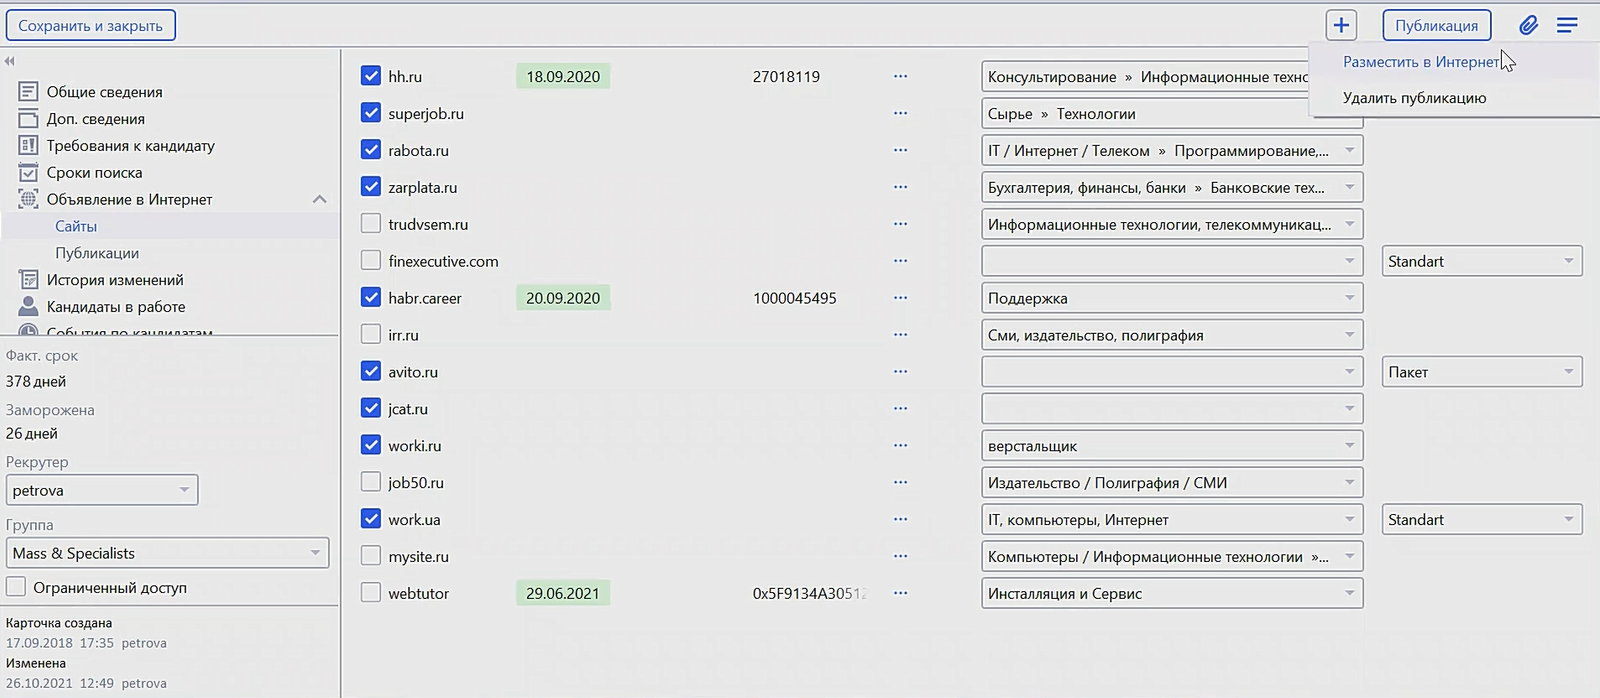 Сохранить и закрыть
Публикация
Разместить в Интернет
Удалить публикацию
Общие сведения
Доп. сведения
Требования к кандидату
Сроки поиска
Объявление в Интернет
Сайты
Публикации
История изменений
Кандидаты в работе
События по кандидатам
Факт. срок
378 дней
Заморожена
26 дней
Рекрутер
petrova
Группа
Mass & Specialists
Ограниченный доступ
Карточка создана
17.09.2018 17:35 petrova
Изменена
26.10.2021 12:49 petrova
hh.ru 18.09.2020 27018119 ... Консультирование » Информационные техно
superjob.ru ... Сырье » Технологии
rabota.ru ... IT / Интернет / Телеком » Программирование,...
zarplata.ru ... Бухгалтерия, финансы, банки » Банковские тех...
trudvsem.ru ... Информационные технологии, телекоммуникац...
finexecutive.com ... Standart
habr.career 20.09.2020 1000045495 ... Поддержка
irr.ru ... Сми, издательство, полиграфия
avito.ru ... Пакет
jcat.ru ...
worki.ru ... верстальщик
job50.ru ... Издательство / Полиграфия / СМИ
work.ua ... IT, компьютеры, Интернет Standart
mysite.ru ... Компьютеры / Информационные технологии »...
webtutor 29.06.2021 0x5F9134A3051 ... Инсталляция и Сервис